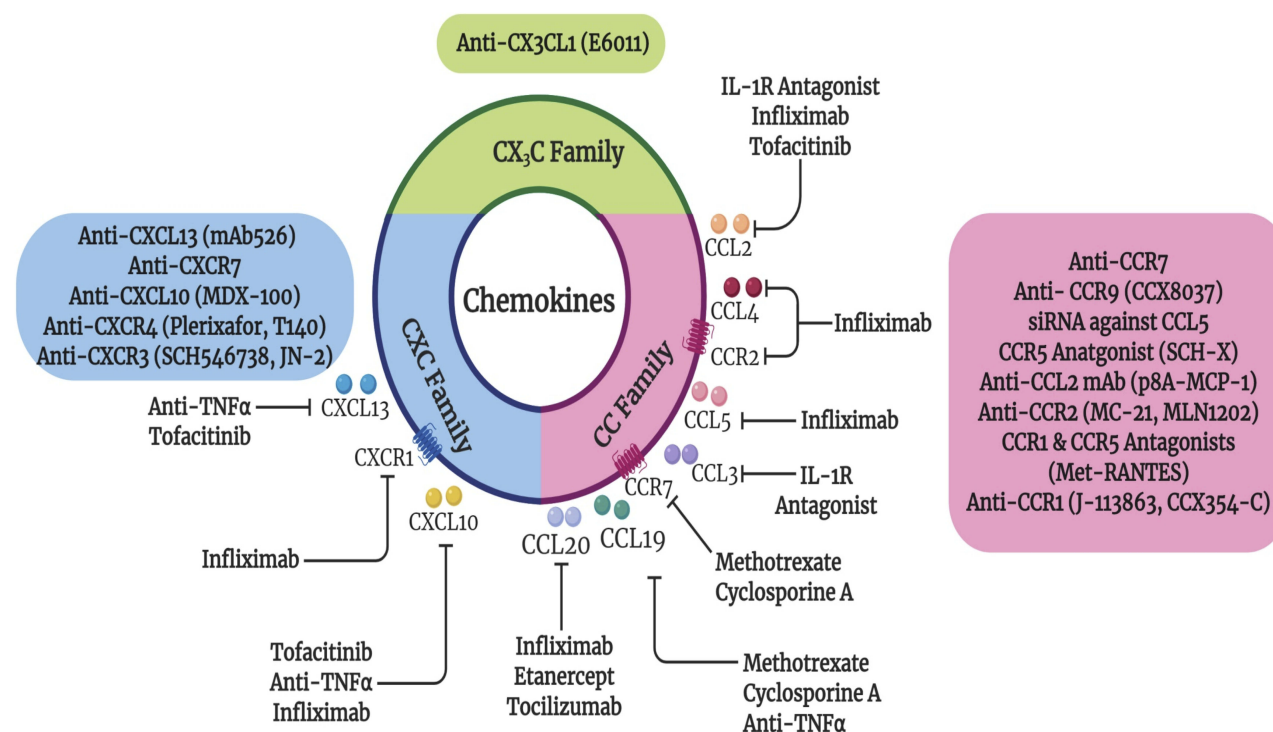 Anti-CX3CL1 (E6011)
CX₃C Family
IL-1R Antagonist
Infliximab
Tofacitinib
Anti-CXCL13 (mAb526)
Anti-CXCR7
Anti-CXCL10 (MDX-100)
Anti-CXCR4 (Plerixafor, T140)
Anti-CXCR3 (SCH546738, JN-2)
Chemokines
CXC Family
CC Family
CCL2
CCL4
CCR2
Infliximab
CCL5
Infliximab
CCL3
IL-1R
Antagonist
CCR7
Methotrexate
Cyclosporine A
CCL19
Methotrexate
Cyclosporine A
Anti-TNFα
CCL20
Infliximab
Etanercept
Tocilizumab
CXCL10
Tofacitinib
Anti-TNFα
Infliximab
CXCR1
Infliximab
CXCL13
Anti-TNFα
Tofacitinib
Anti-CCR7
Anti- CCR9 (CCX8037)
siRNA against CCL5
CCR5 Anatgonist (SCH-X)
Anti-CCL2 mAb (p8A-MCP-1)
Anti-CCR2 (MC-21, MLN1202)
CCR1 & CCR5 Antagonists
(Met-RANTES)
Anti-CCR1 (J-113863, CCX354-C)